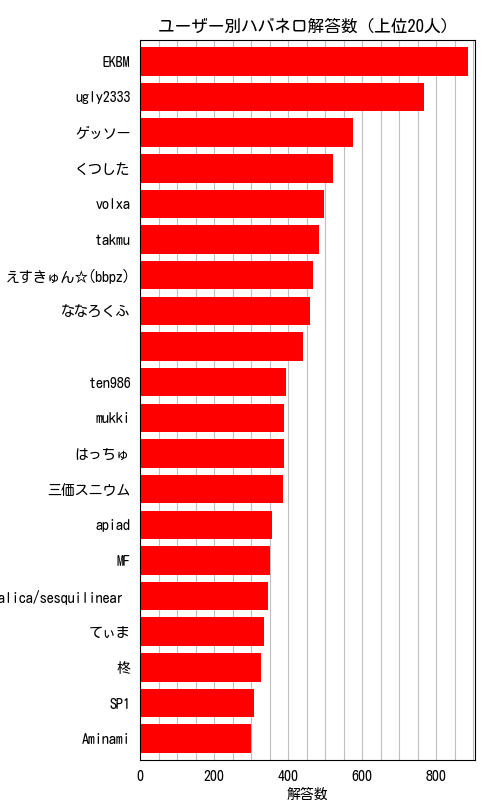 ユーザー別ハバネロ解答数 (上位20人)
EKBM
ugly2333
ゲッソー
くつした
volxa
takmu
えすきゅん☆(bbpz)
ななろくふ
ten986
mukki
はっちゅ
三価スニウム
apiad
MF
alica/sesquilinear
てぃま
柊
SP1
Aminami
0 200 400 600 800
解答数